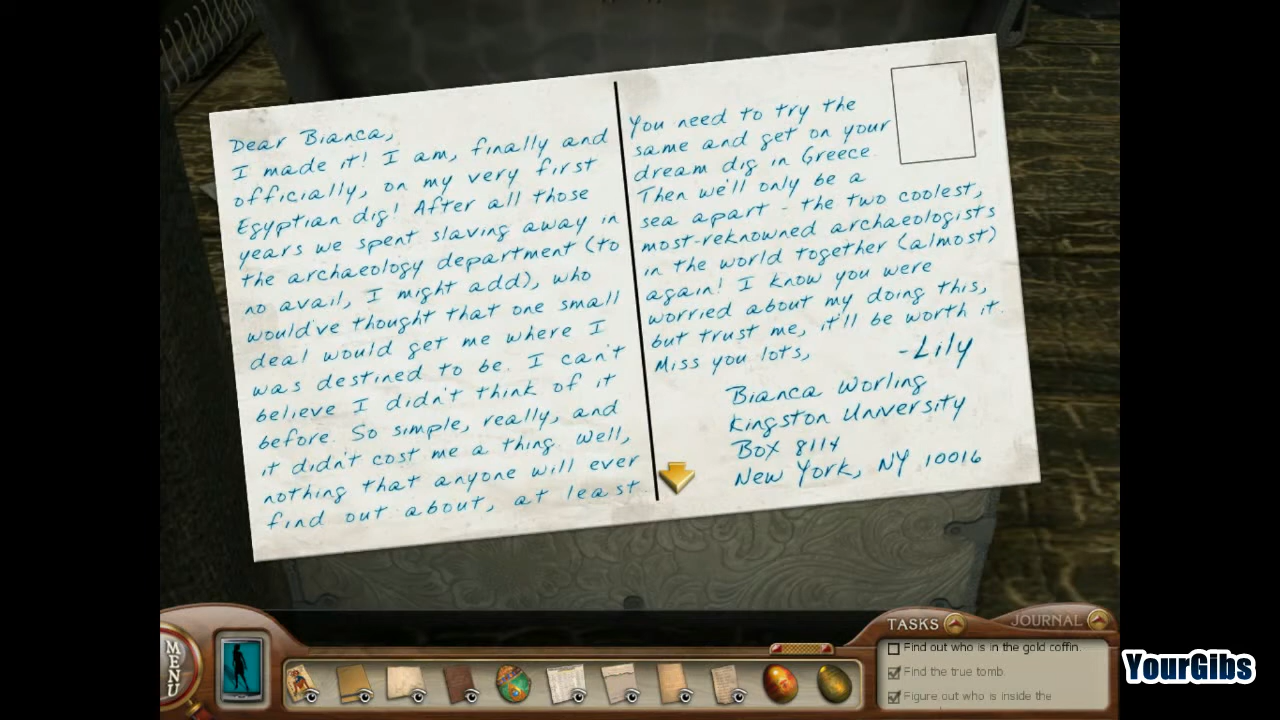 Dear Bianca,
I made it! I am, finally and
officially, on my very first
Egyptian dig! After all those
years we spent slaving away in
the archaeology department (to
no avail, I might add), who
would've thought that one small
deal would get me where I
was destined to be. I can't
believe I didn't think of it
before. So simple, really, and
it didn't cost me a thing. Well,
nothing that anyone will ever
find out about, at least.
You need to try the
same and get on your
dream dig in Greece.
Then we'll only be a
sea apart - the two coolest,
most-reknowned archaeologists
in the world together (almost)
again! I know you were
worried about my doing this,
but trust me, it'll be worth it.
Miss you lots,
-Lily
Bianca Worling
Kingston University
Box 8114
New York, NY 10016
MENU
TASKS
JOURNAL
Find out who is in the gold coffin.
Find the true tomb.
Figure out who is inside the
YourGibs